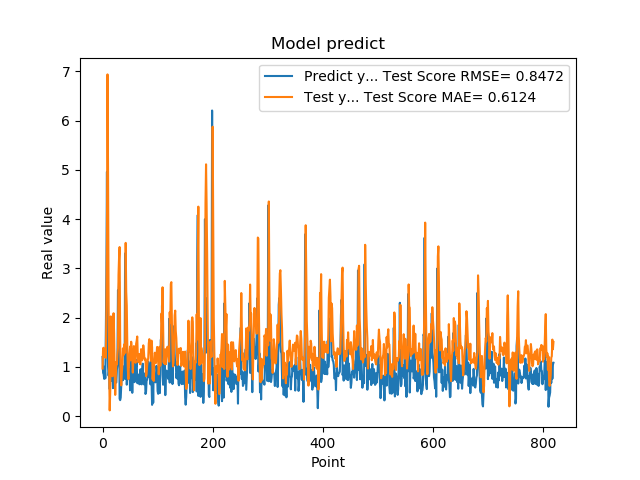 Model predict
Predict y... Test Score RMSE= 0.8472
Test y... Test Score MAE= 0.6124
Real value
7
6
5
4
3
2
1
0
0 200 400 600 800
Point